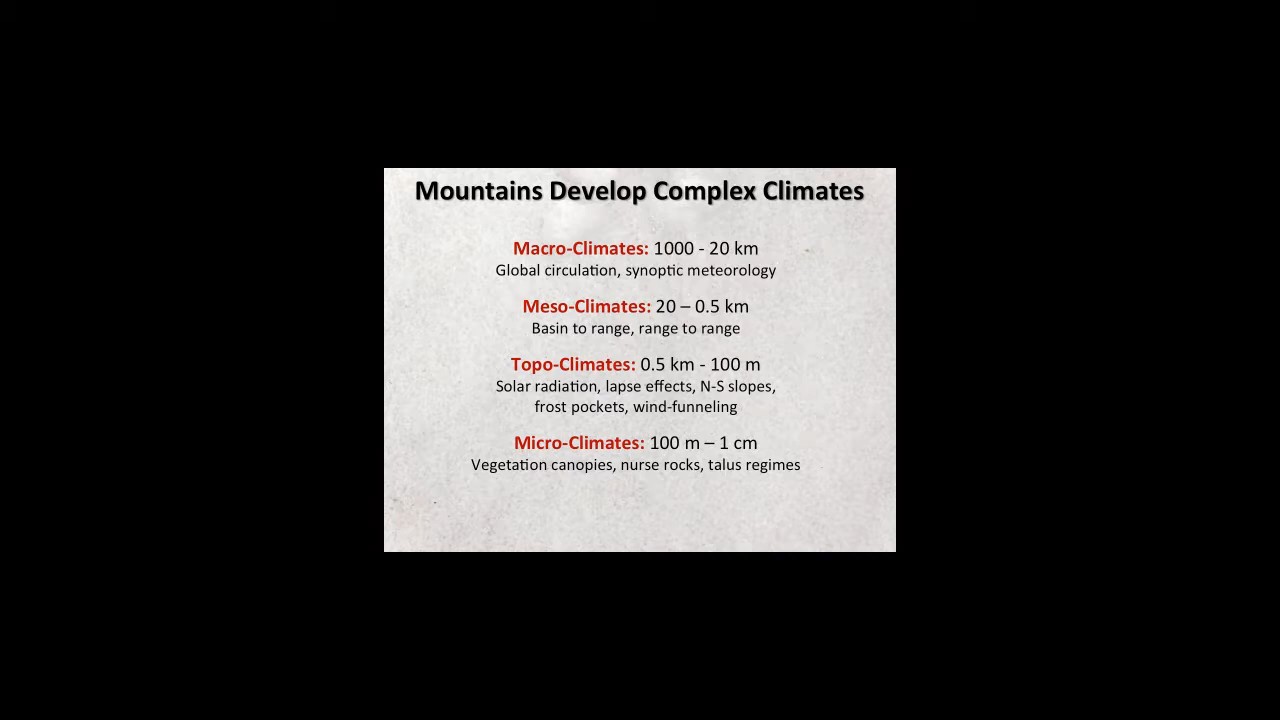 Mountains Develop Complex Climates
Macro-Climates: 1000 - 20 km
Global circulation, synoptic meteorology
Meso-Climates: 20 – 0.5 km
Basin to range, range to range
Topo-Climates: 0.5 km - 100 m
Solar radiation, lapse effects, N-S slopes,
frost pockets, wind-funneling
Micro-Climates: 100 m – 1 cm
Vegetation canopies, nurse rocks, talus regimes